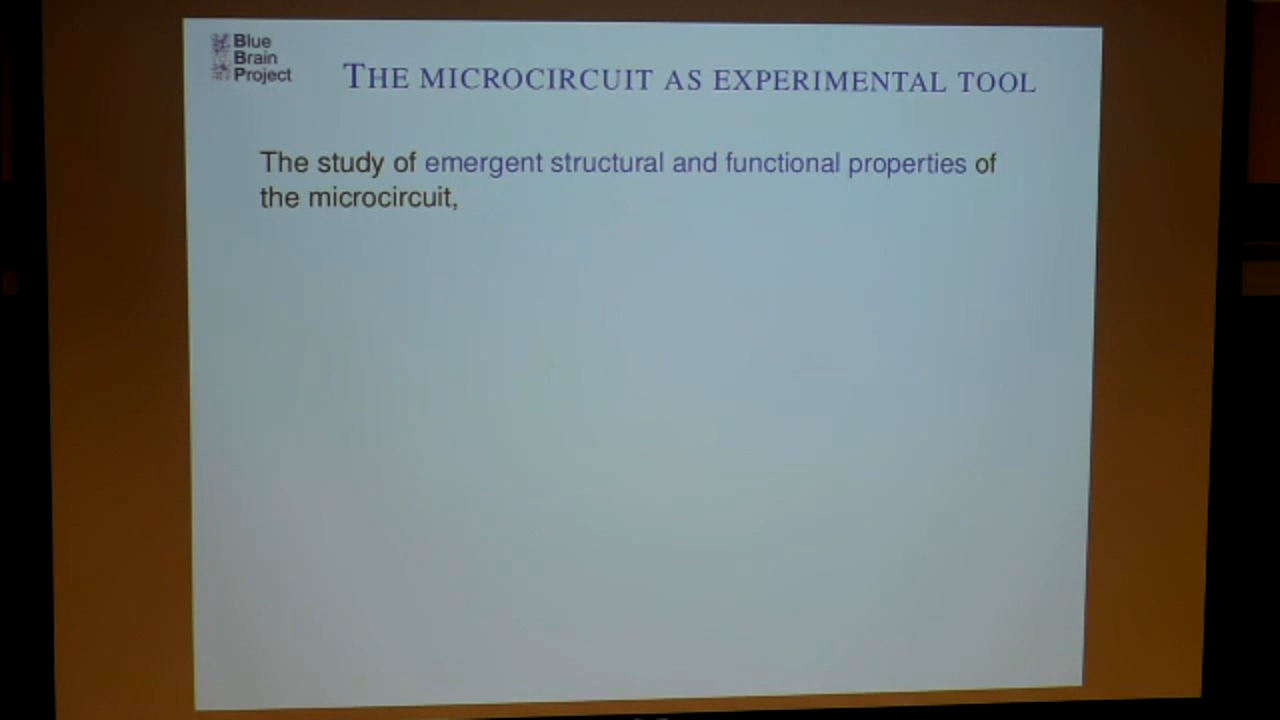 Blue
Brain
Project
THE MICROCIRCUIT AS EXPERIMENTAL TOOL
The study of emergent structural and functional properties of
the microcircuit,